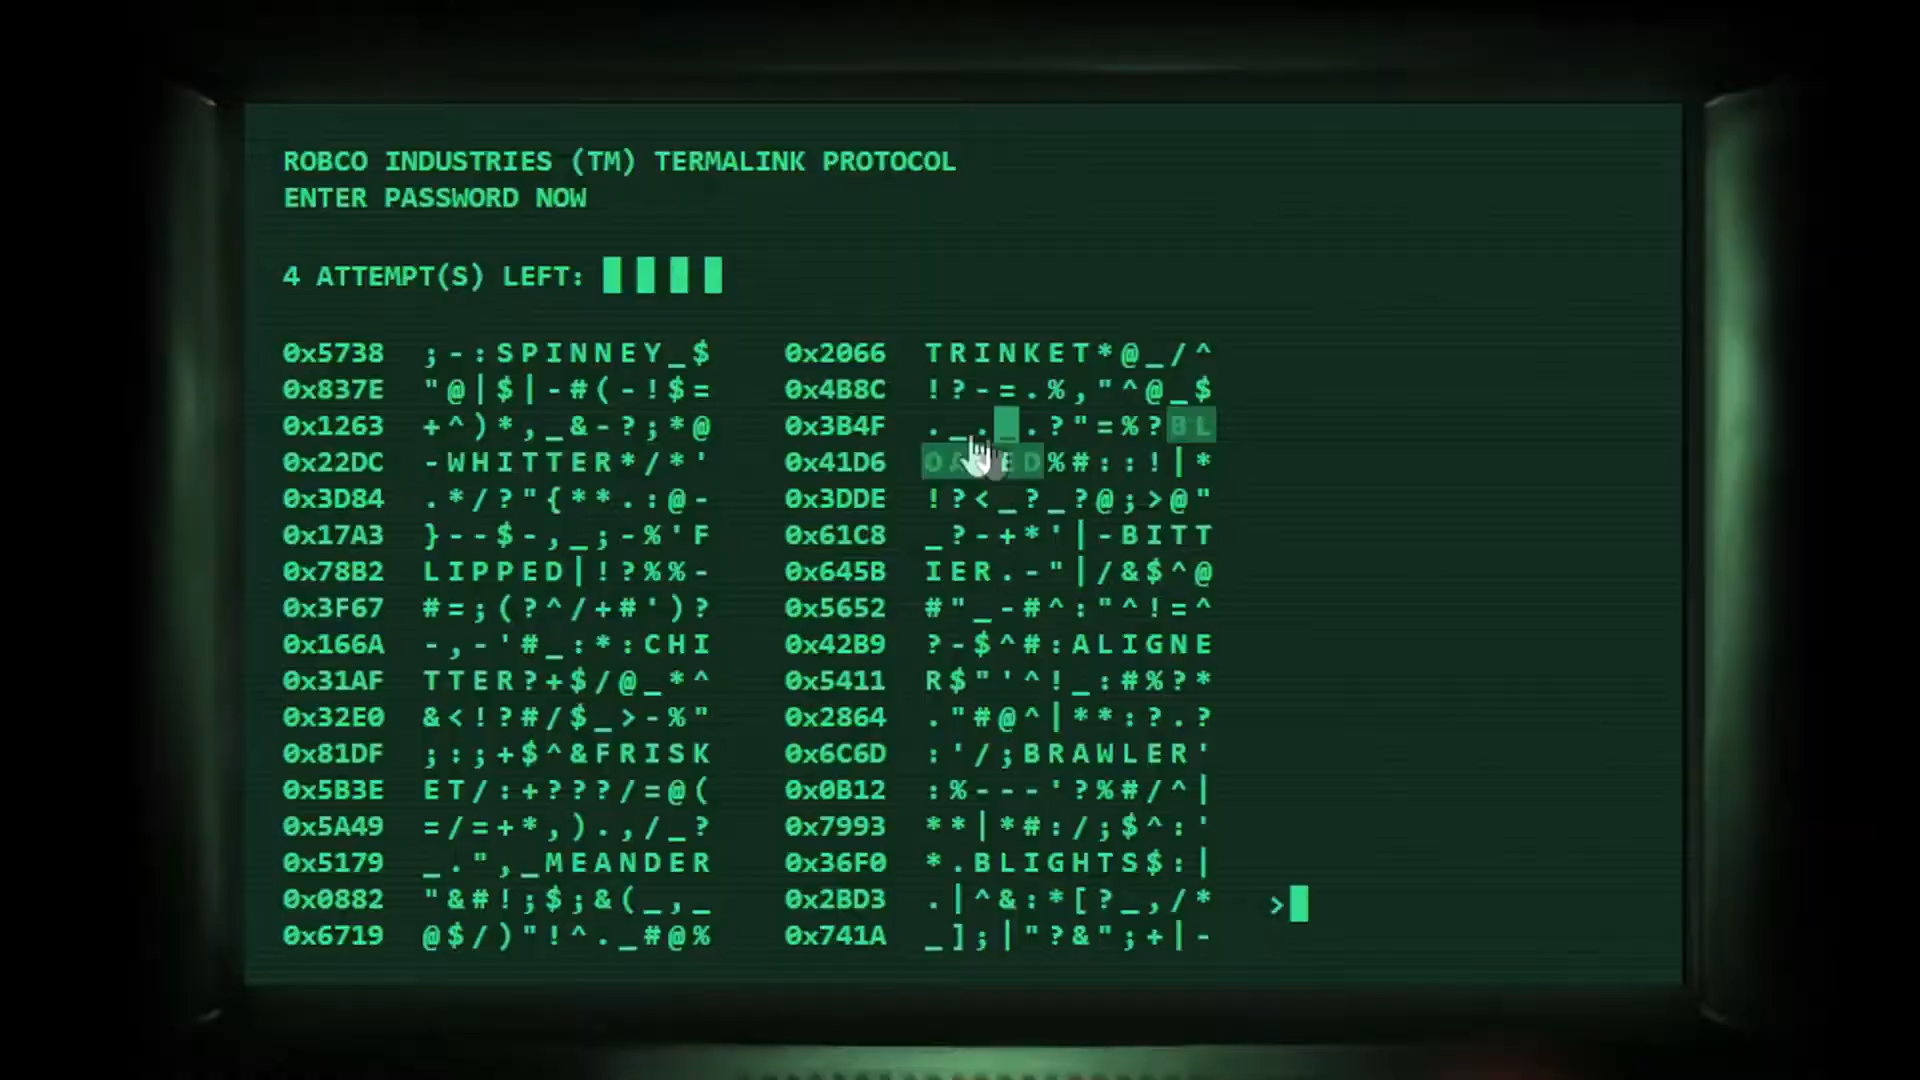 ROBCO INDUSTRIES (TM) TERMALINK PROTOCOL
ENTER PASSWORD NOW
4 ATTEMPT(S) LEFT: █ █ █ █
0x5738 ;-:SPINNEY_$
0x837E "@|$|-#(-!$=
0x1263 +^)*,_&-?;*@
0x22DC -WHITTER*/*'
0x3D84 .*/?"{**.:@-
0x17A3 }--$-,_;-%'F
0x78B2 LIPPED|!?%%-
0x3F67 #=;(?^/+#')?
0x166A -,-'#_:*:CHI
0x31AF TTER?+$/@_*^
0x32E0 &<!?#/$_>-%"
0x81DF ;:;+$^&FRISK
0x5B3E ET/:+???/=@(
0x5A49 =/=+*,).,/_?
0x5179 _.",_MEANDER
0x0882 "&#!;$;&(_,_
0x6719 @$/)"!^._#@%
0x2066 TRINKET*@_/^
0x4B8C !?-=.%,"^@_$
0x3B4F ._._.?"=%?BL
0x41D6 %#::!|*
0x3DDE !?<_?_?@;>@"
0x61C8 _?-+*'|-BITT
0x645B IER.-"|/&$^@
0x5652 #"_-#^:"^!=^
0x42B9 ?-$^#:ALIGNE
0x5411 R$"'^!_:#%?*
0x2864 ."#@^|**:?.?
0x6C6D :'/;BRAWLER'
0x0B12 :%---'?%#/^|
0x7993 **|*#:/;$^:'
0x36F0 *.BLIGHTS$:|
0x2BD3 .|^&:*[?_,/*
0x741A _];|"?&";+|-
>█